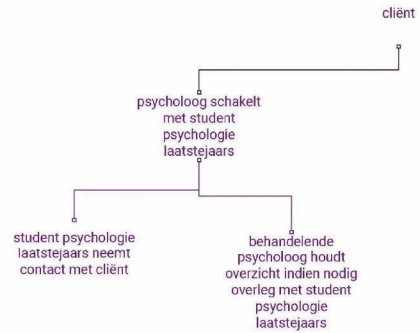 cliënt
psycholoog schakelt
met student
psychologie
laatstejaars
student psychologie
laatstejaars neemt
contact met cliënt
behandelende
psycholoog houdt
overzicht indien nodig
overleg met student
psychologie
laatstejaars